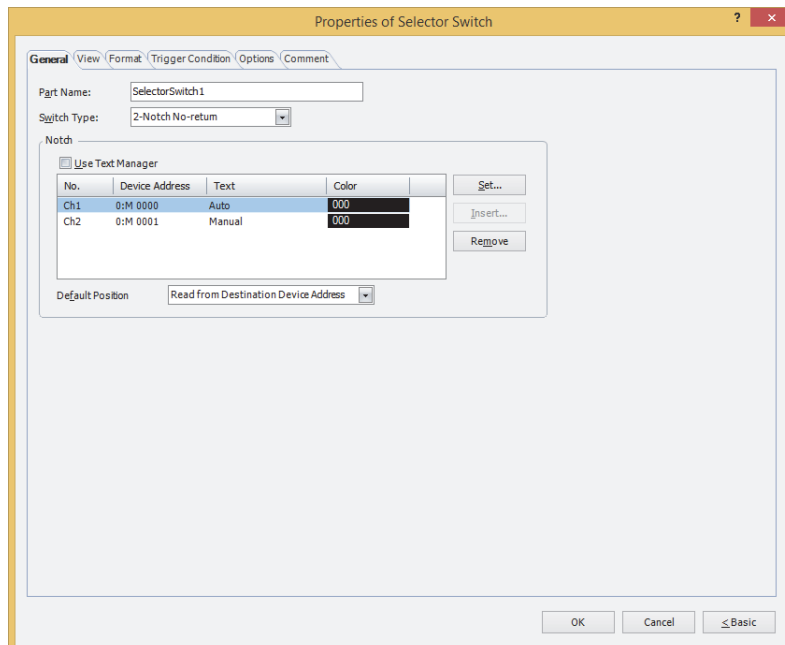 Properties of Selector Switch
? ×
General View Format Trigger Condition Options Comment
Part Name: SelectorSwitch1
Switch Type: 2-Notch No-return
Notch
Use Text Manager
No. Device Address Text Color
Ch1 0:M 0000 Auto 000
Ch2 0:M 0001 Manual 000
Set...
Insert...
Remove
Default Position Read from Destination Device Address
OK Cancel < Basic